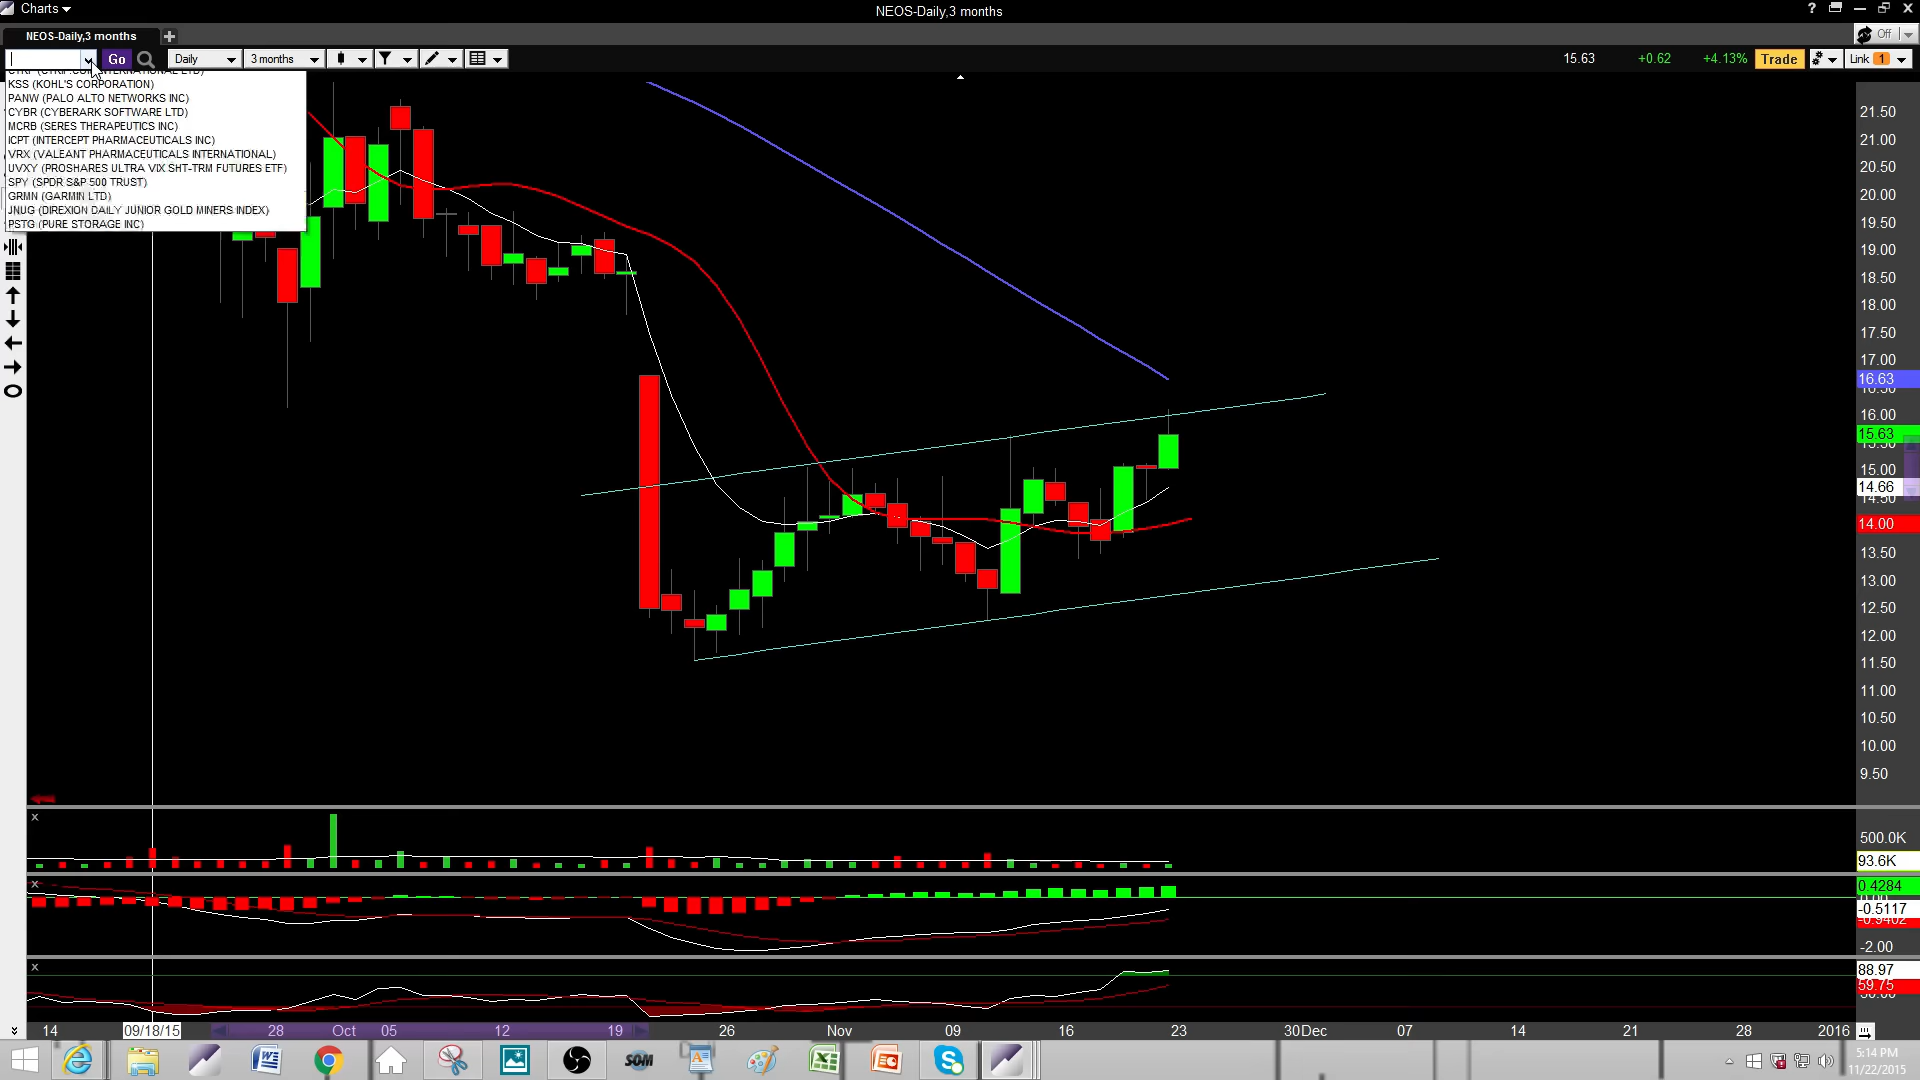 Charts
NEOS-Daily,3 months
?
NEOS-Daily,3 months
Off
Go
Daily
3 months
15.63
+0.62
+4.13%
Trade
Link 1
KSS (KOHL'S CORPORATION)
PANW (PALO ALTO NETWORKS INC)
CYBR (CYBERARK SOFTWARE LTD)
MCRB (SERES THERAPEUTICS INC)
ICPT (INTERCEPT PHARMACEUTICALS INC)
VRX (VALEANT PHARMACEUTICALS INTERNATIONAL)
UVXY (PROSHARES ULTRA VIX SHT-TRM FUTURES ETF)
SPY (SPDR S&P 500 TRUST)
GRMN (GARMIN LTD)
JNUG (DIREXION DAILY JUNIOR GOLD MINERS INDEX)
PSTG (PURE STORAGE INC)
21.50
21.00
20.50
20.00
19.50
19.00
18.50
18.00
17.50
17.00
16.63
16.00
15.63
15.00
14.66
14.50
14.00
13.50
13.00
12.50
12.00
11.50
11.00
10.50
10.00
9.50
x
500.0K
93.6K
x
0.4284
-0.5117
-2.00
x
88.97
59.75
14 09/18/15 28 Oct 05 12 19 26 Nov 09 16 23 30Dec 07 14 21 28 2016
SOM
5:14 PM
11/22/2015